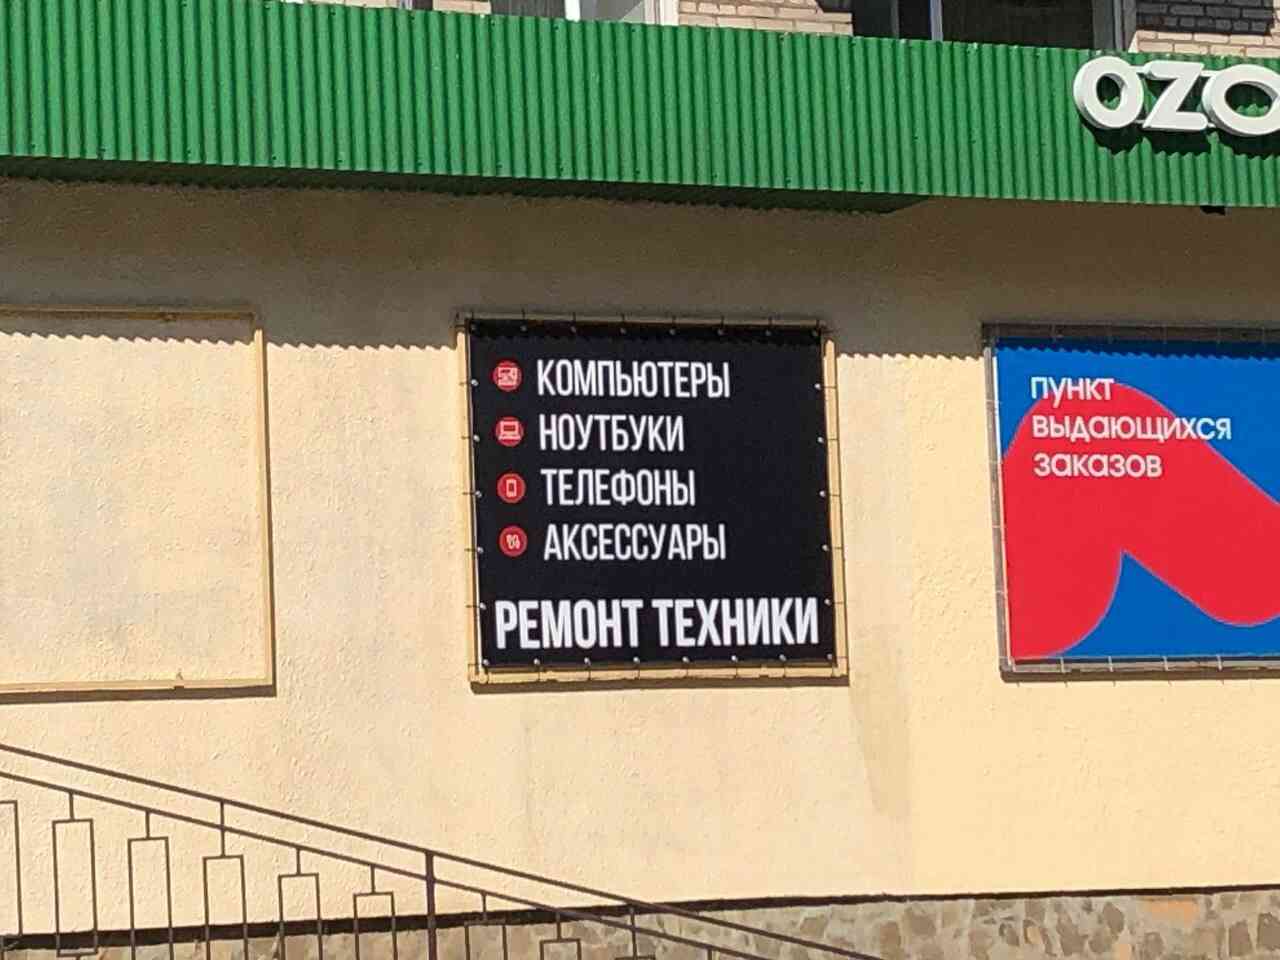 OZO
КОМПЬЮТЕРЫ
НОУТБУКИ
ТЕЛЕФОНЫ
АКСЕССУАРЫ
РЕМОНТ ТЕХНИКИ
пункт
выдающихся
заказов